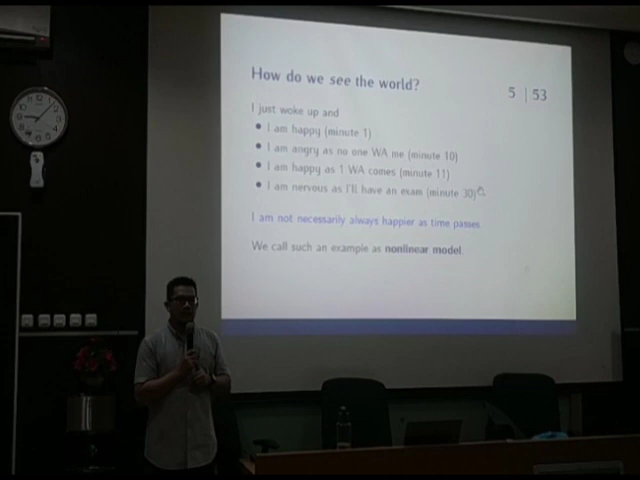 How do we see the world?
5 | 53
I just woke up and
• I am happy (minute 1)
• I am angry as no one WA me (minute 10)
• I am happy as 1 WA comes (minute 11)
• I am nervous as I'll have an exam (minute 30)
I am not necessarily always happier as time passes.
We call such an example as nonlinear model.